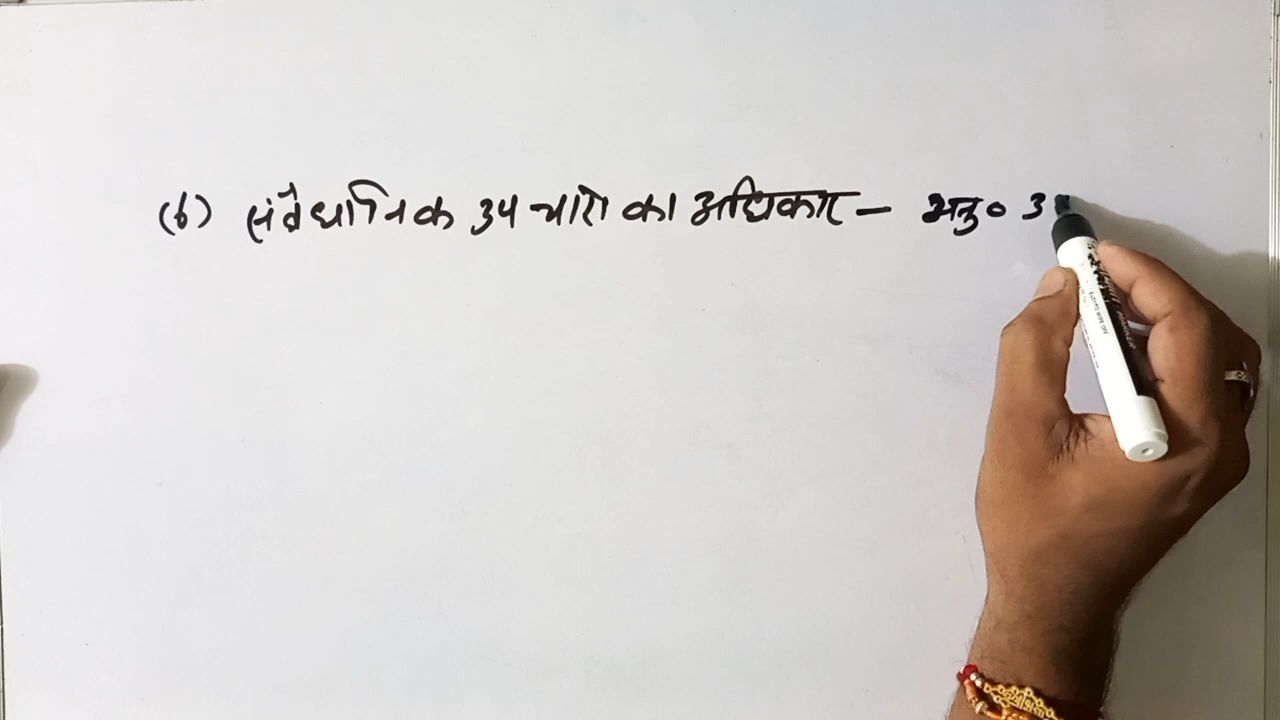 (6) संवैधानिक उपचारो का अधिकार – अनु० 3